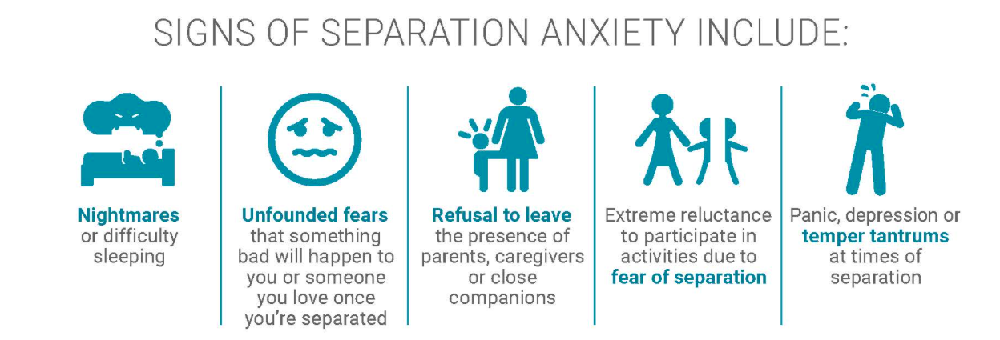 SIGNS OF SEPARATION ANXIETY INCLUDE:
Nightmares
or difficulty
sleeping
Unfounded fears
that something
bad will happen to
you or someone
you love once
you're separated
Refusal to leave
the presence of
parents, caregivers
or close
companions
Extreme reluctance
to participate in
activities due to
fear of separation
Panic, depression or
temper tantrums
at times of
separation